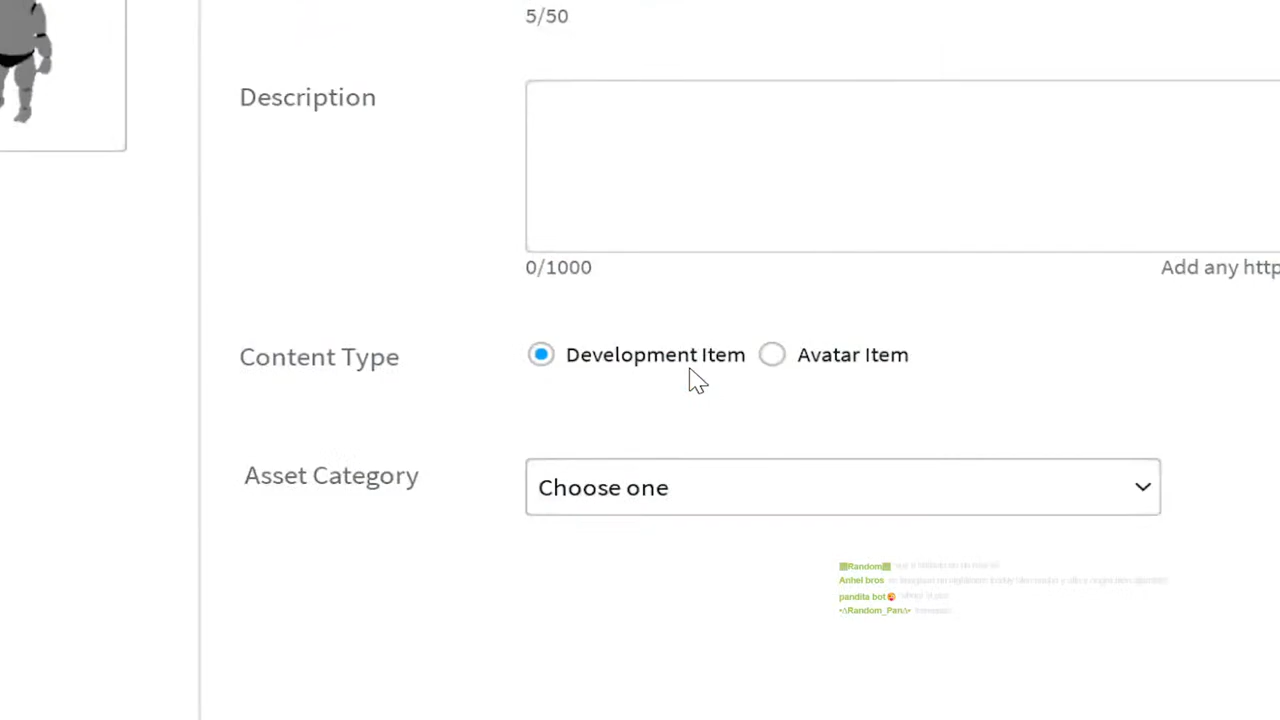 5/50
Description
0/1000
Add any http
Content Type
Development Item
Avatar Item
Asset Category
Choose one
Random
Anhel bros
pandita bot
Random_Pan